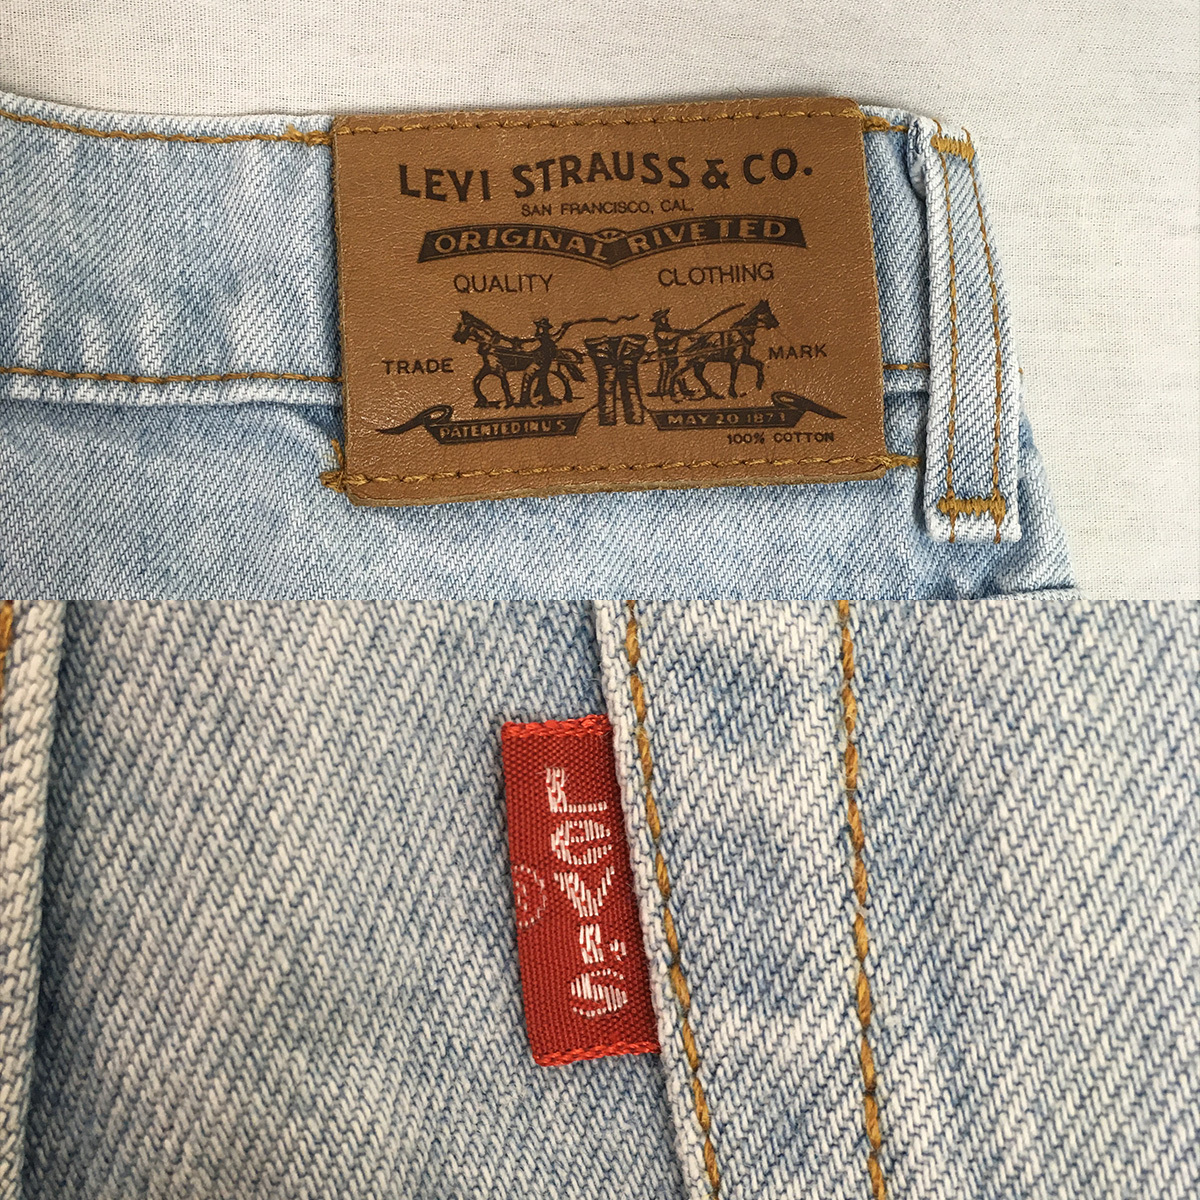 LEVI STRAUSS & CO.
SAN FRANCISCO, CAL.
ORIGINAL RIVETED
QUALITY CLOTHING
TRADE MARK
PATENTED IN U S MAY 20 1873
100% COTTON
LEVI'S
®